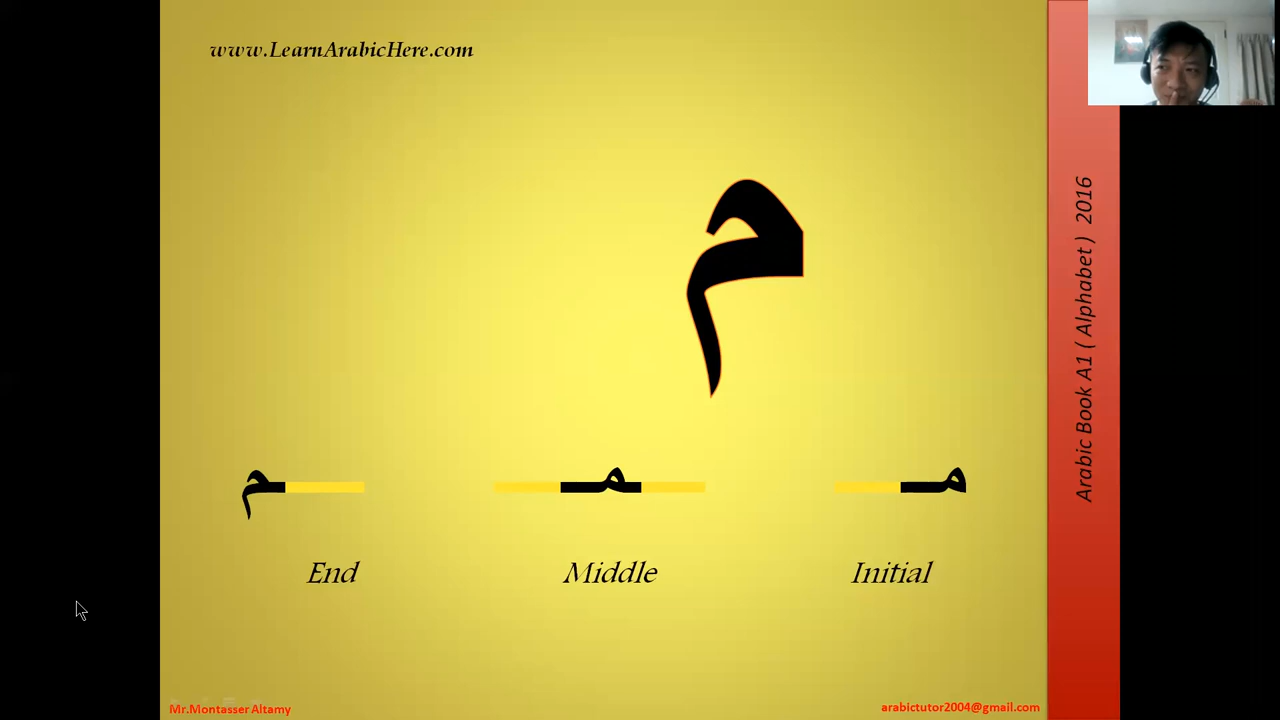 www.LearnArabicHere.com
م
مـ
ـمـ
ـم
Initial
Middle
End
Arabic Book A1 ( Alphabet ) 2016
Mr.Montasser Altamy
arabictutor2004@gmail.com